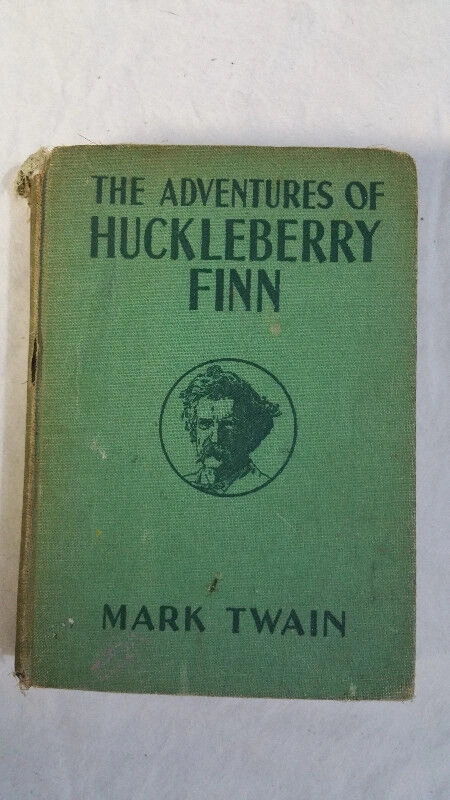 THE ADVENTURES OF
HUCKLEBERRY
FINN
MARK TWAIN